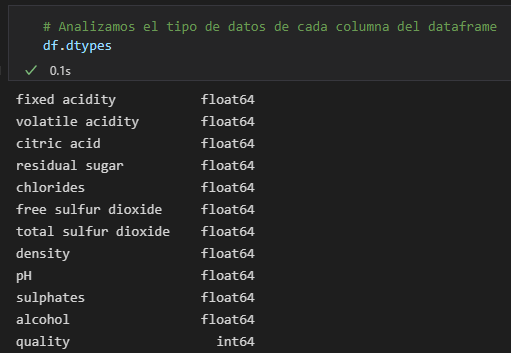 # Analizamos el tipo de datos de cada columna del dataframe
df.dtypes
0.1s
fixed acidity float64
volatile acidity float64
citric acid float64
residual sugar float64
chlorides float64
free sulfur dioxide float64
total sulfur dioxide float64
density float64
pH float64
sulphates float64
alcohol float64
quality int64